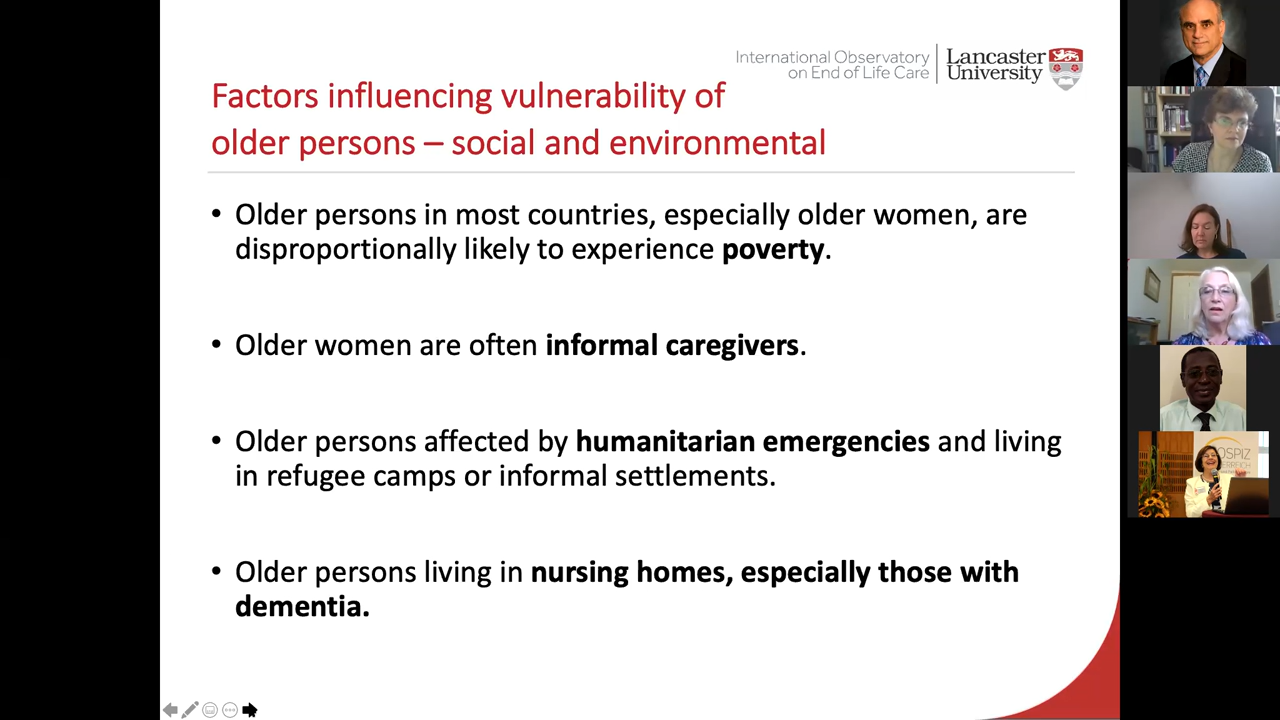 International Observatory
on End of Life Care
Lancaster
University
Factors influencing vulnerability of
older persons – social and environmental
• Older persons in most countries, especially older women, are
disproportionally likely to experience poverty.
• Older women are often informal caregivers.
• Older persons affected by humanitarian emergencies and living
in refugee camps or informal settlements.
• Older persons living in nursing homes, especially those with
dementia.